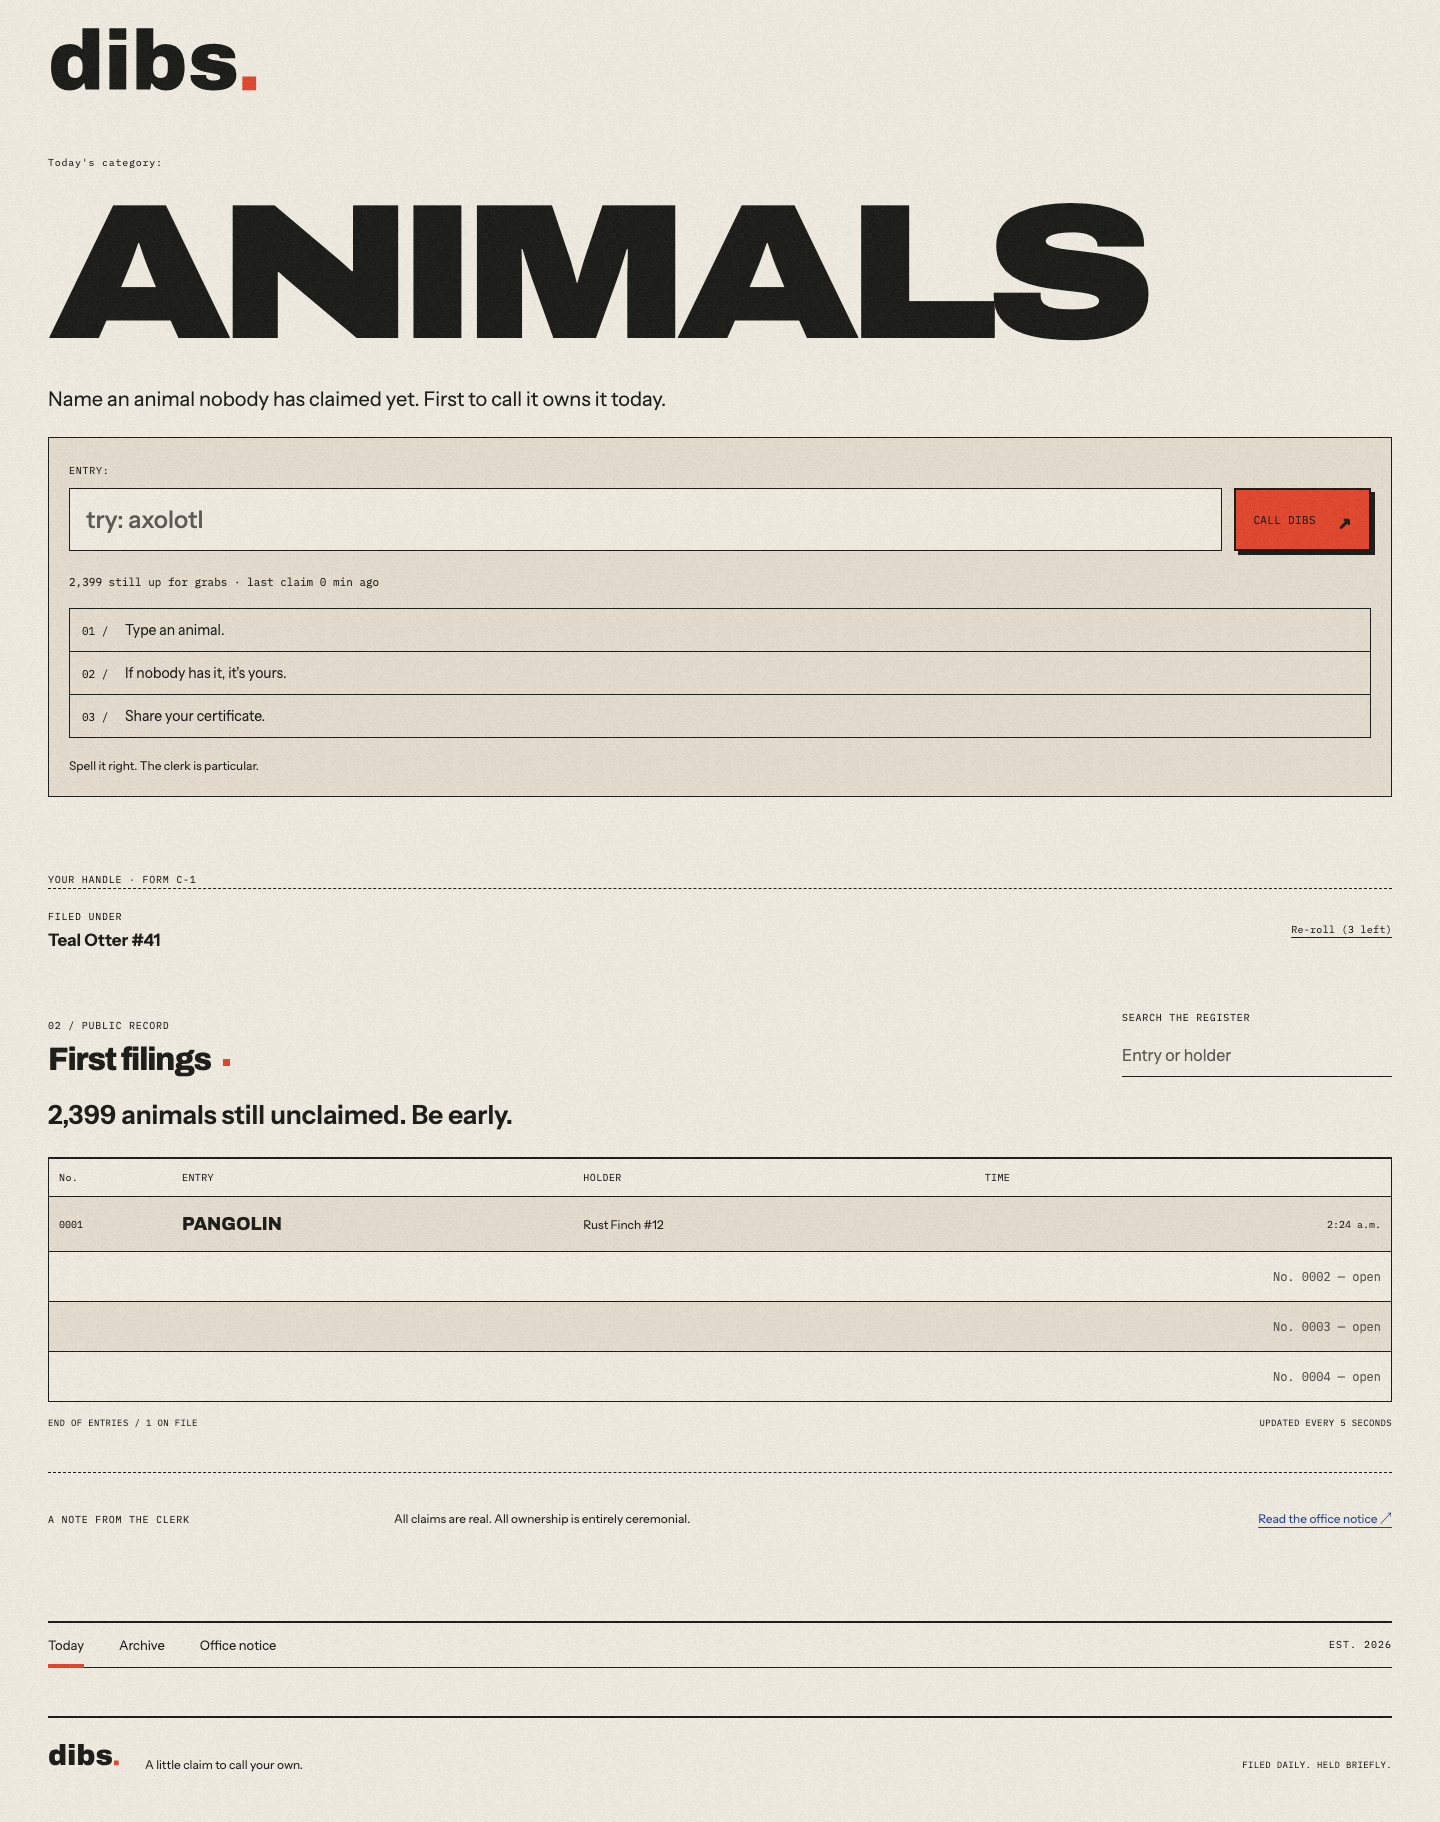 dibs.
Today's category:
ANIMALS
Name an animal nobody has claimed yet. First to call it owns it today.
ENTRY:
try: axolotl
CALL DIBS ↗
2,399 still up for grabs · last claim 0 min ago
01 / Type an animal.
02 / If nobody has it, it's yours.
03 / Share your certificate.
Spell it right. The clerk is particular.
YOUR HANDLE · FORM C-1
FILED UNDER
Teal Otter #41
Re-roll (3 left)
02 / PUBLIC RECORD
First filings
SEARCH THE REGISTER
Entry or holder
2,399 animals still unclaimed. Be early.
No. ENTRY HOLDER TIME
0001 PANGOLIN Rust Finch #12 2:24 a.m.
No. 0002 — open
No. 0003 — open
No. 0004 — open
END OF ENTRIES / 1 ON FILE
UPDATED EVERY 5 SECONDS
A NOTE FROM THE CLERK
All claims are real. All ownership is entirely ceremonial.
Read the office notice ↗
Today Archive Office notice
EST. 2026
dibs.
A little claim to call your own.
FILED DAILY. HELD BRIEFLY.